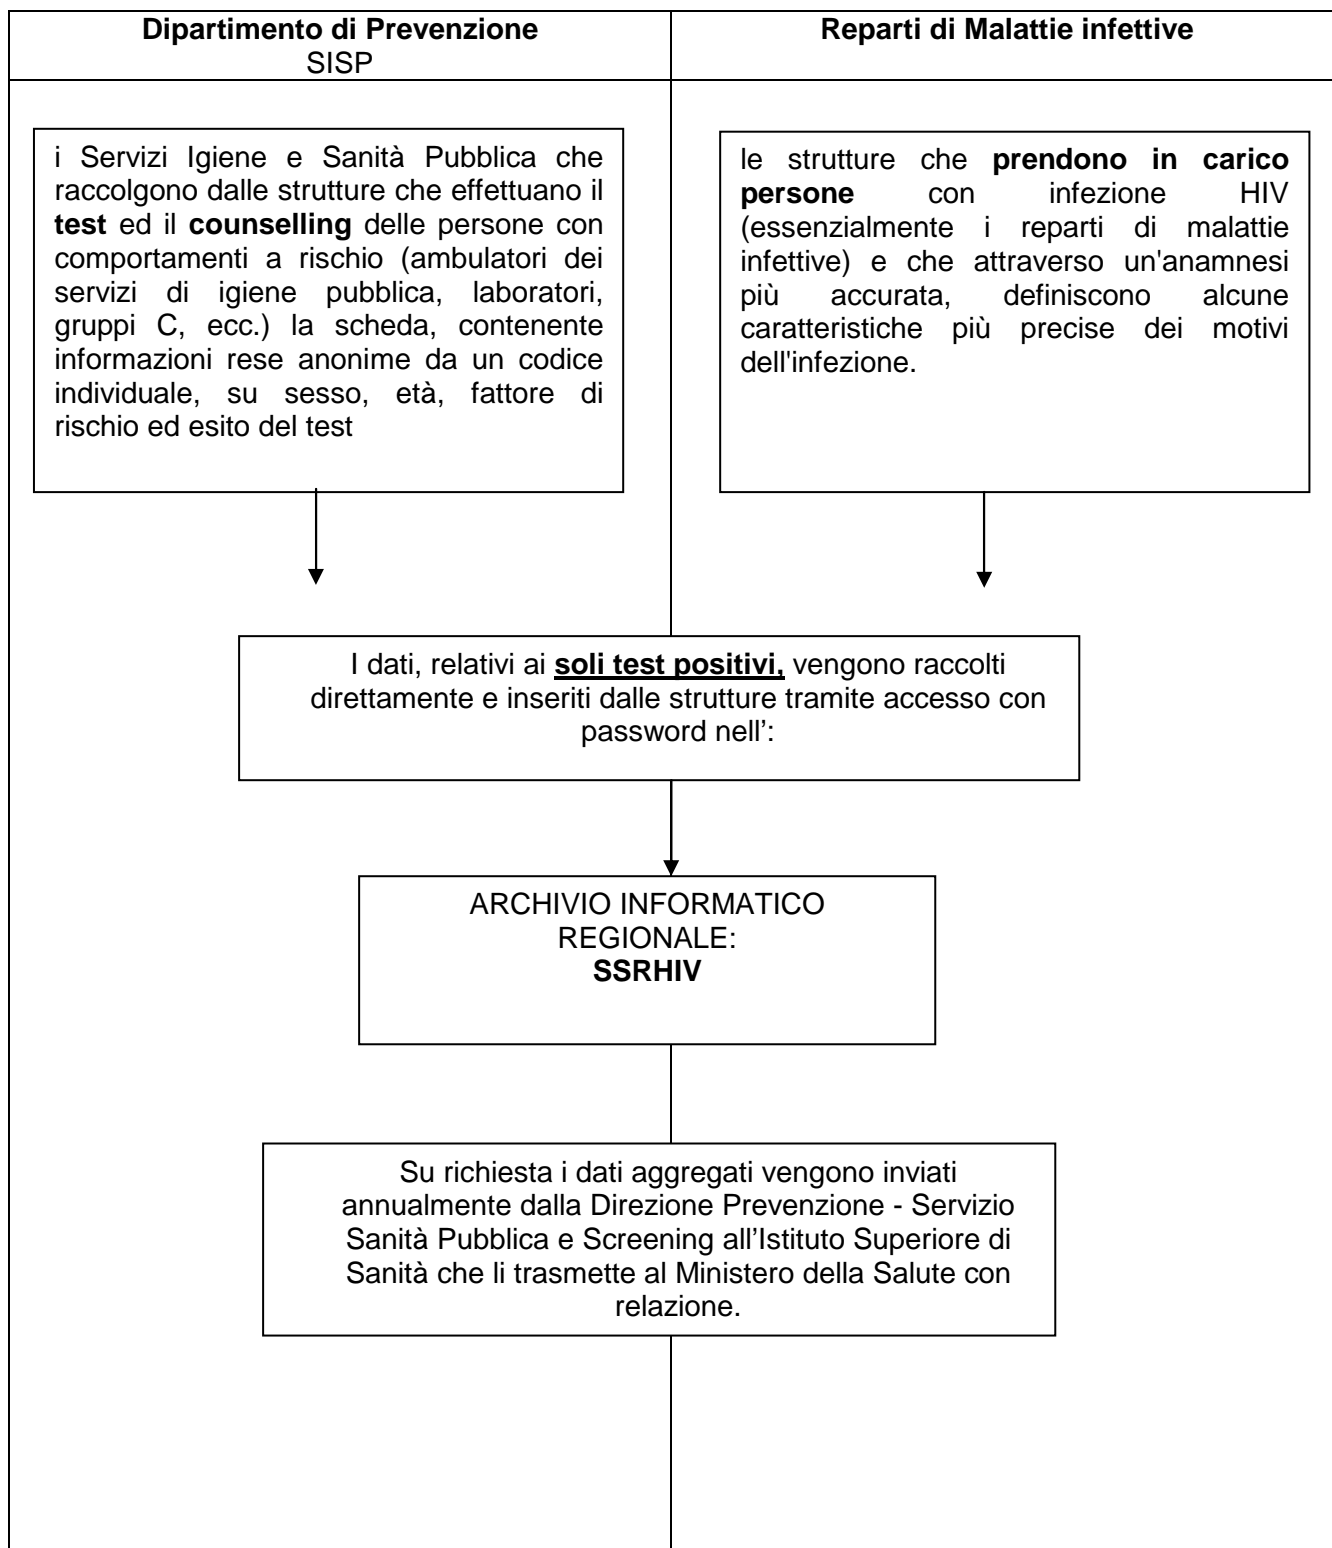 Dipartimento di Prevenzione
SISP
Reparti di Malattie infettive
i Servizi Igiene e Sanità Pubblica che
raccolgono dalle strutture che effettuano il
test ed il counselling delle persone con
comportamenti a rischio (ambulatori dei
servizi di igiene pubblica, laboratori,
gruppi C, ecc.) la scheda, contenente
informazioni rese anonime da un codice
individuale, su sesso, età, fattore di
rischio ed esito del test
le strutture che prendono in carico
persone con infezione HIV
(essenzialmente i reparti di malattie
infettive) e che attraverso un'anamnesi
più accurata, definiscono alcune
caratteristiche più precise dei motivi
dell'infezione.
I dati, relativi ai soli test positivi, vengono raccolti
direttamente e inseriti dalle strutture tramite accesso con
password nell’:
ARCHIVIO INFORMATICO
REGIONALE:
SSRHIV
Su richiesta i dati aggregati vengono inviati
annualmente dalla Direzione Prevenzione - Servizio
Sanità Pubblica e Screening all’Istituto Superiore di
Sanità che li trasmette al Ministero della Salute con
relazione.